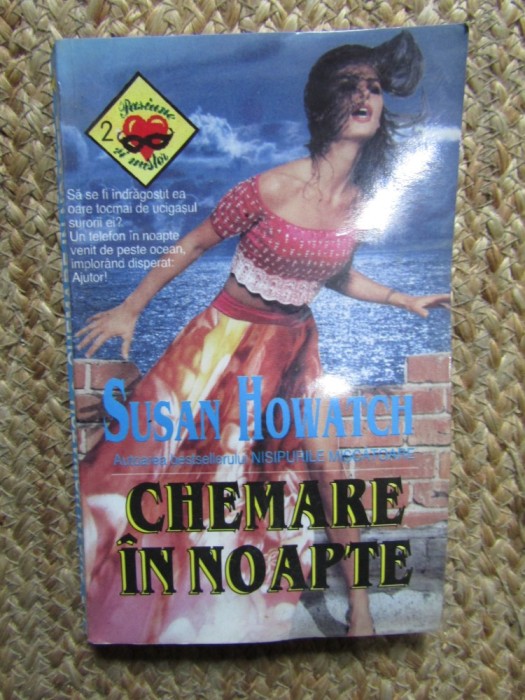 Pasiune
2
și mister
Să se fi îndrăgostit ea
oare tocmai de ucigașul
surorii ei?
Un telefon în noapte
venit de peste ocean,
implorând disperat:
Ajutor!
SUSAN HOWATCH
Autoarea bestsellerului NISIPURILE MIȘCĂTOARE
CHEMARE
ÎN NOAPTE